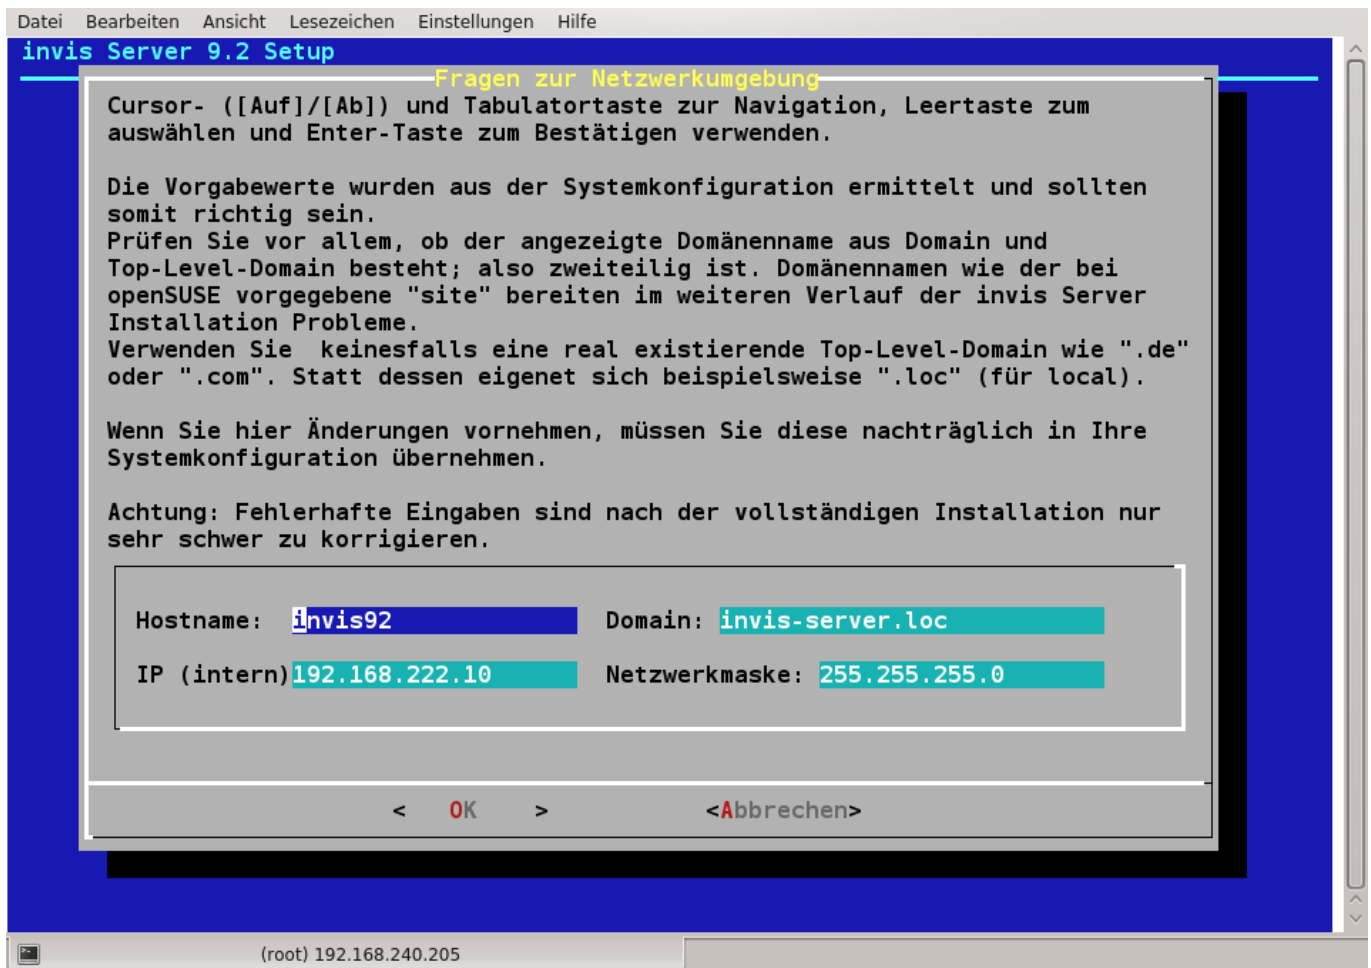 Datei Bearbeiten Ansicht Lesezeichen Einstellungen Hilfe
invis Server 9.2 Setup
Fragen zur Netzwerkumgebung
Cursor- ([Auf]/[Ab]) und Tabulatortaste zur Navigation, Leertaste zum
auswählen und Enter-Taste zum Bestätigen verwenden.
Die Vorgabewerte wurden aus der Systemkonfiguration ermittelt und sollten
somit richtig sein.
Prüfen Sie vor allem, ob der angezeigte Domänenname aus Domain und
Top-Level-Domain besteht; also zweiteilig ist. Domänennamen wie der bei
openSUSE vorgegebene "site" bereiten im weiteren Verlauf der invis Server
Installation Probleme.
Verwenden Sie  keinesfalls eine real existierende Top-Level-Domain wie ".de"
oder ".com". Statt dessen eigenet sich beispielsweise ".loc" (für local).
Wenn Sie hier Änderungen vornehmen, müssen Sie diese nachträglich in Ihre
Systemkonfiguration übernehmen.
Achtung: Fehlerhafte Eingaben sind nach der vollständigen Installation nur
sehr schwer zu korrigieren.
Hostname: invis92 Domain: invis-server.loc
IP (intern)192.168.222.10 Netzwerkmaske: 255.255.255.0
< OK > <Abbrechen>
(root) 192.168.240.205